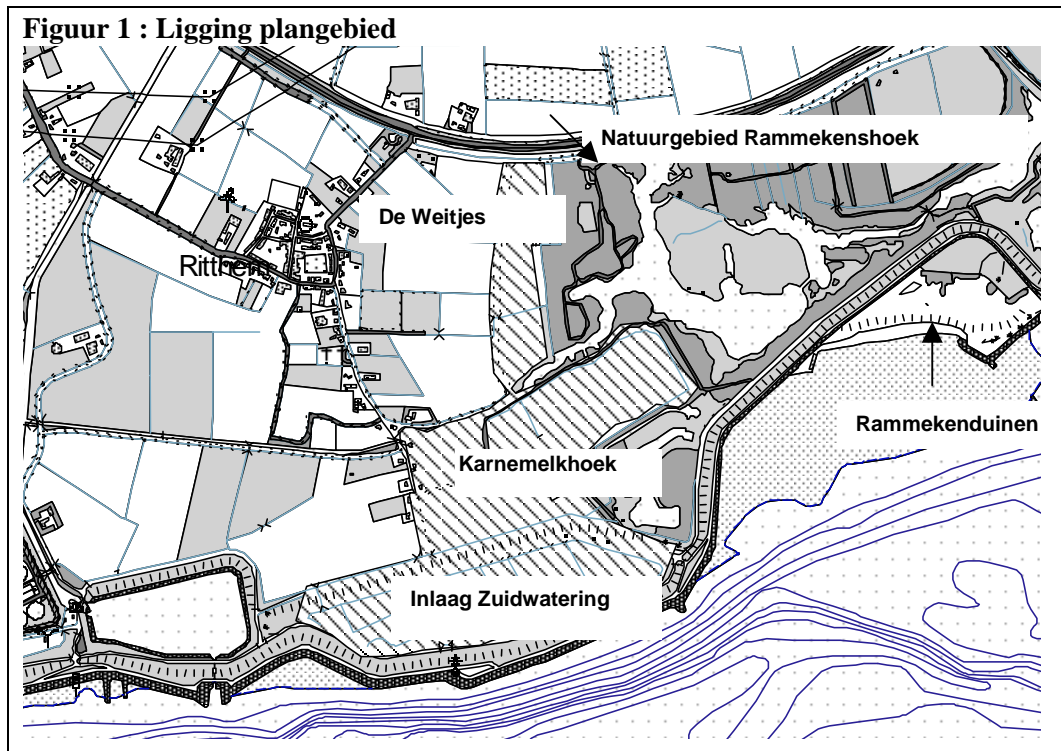 Figuur 1 : Ligging plangebied
Natuurgebied Rammekenshoek
De Weitjes
Ritthem
Rammekenduinen
Karnemelkhoek
Inlaag Zuidwatering